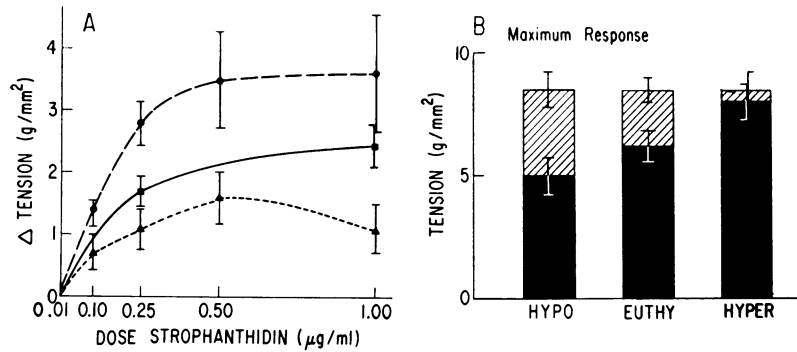 A
Δ TENSION (g/mm²)
4
3
2
1
0
0.01 0.10 0.25 0.50 1.00
DOSE STROPHANTHIDIN (μg/ml)
B
Maximum Response
TENSION (g/mm²)
10
5
0
HYPO EUTHY HYPER